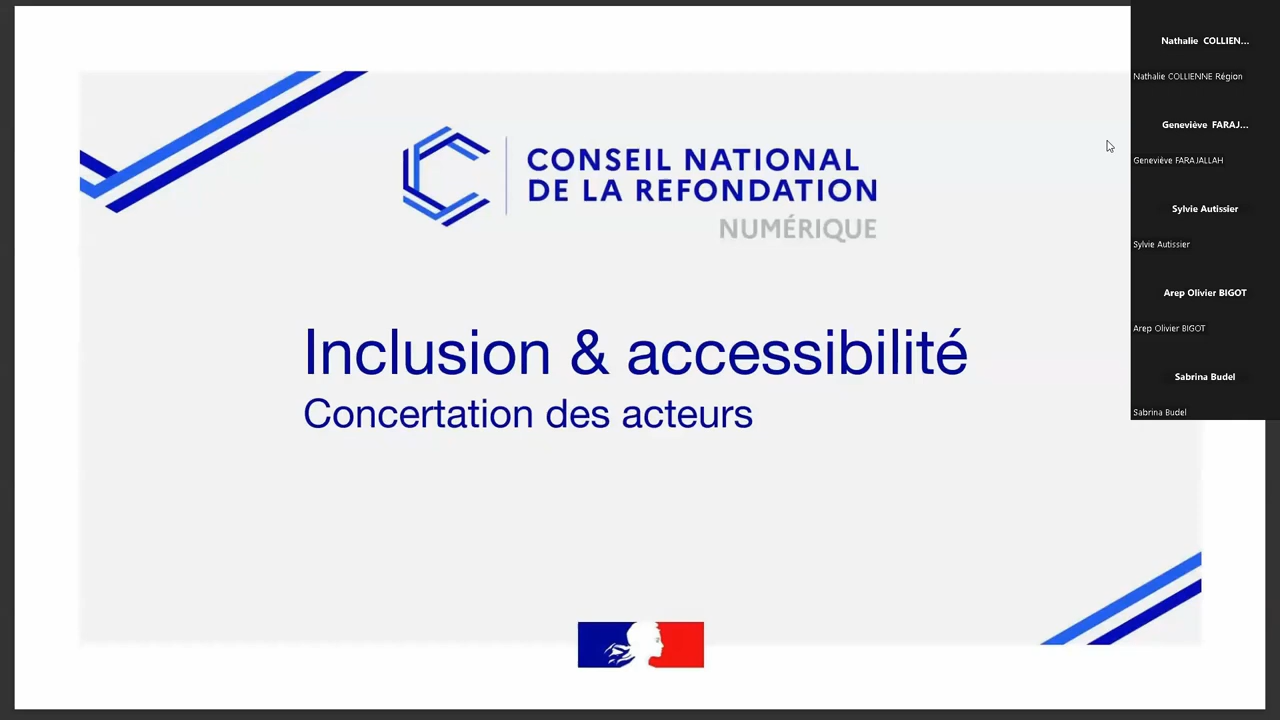 CONSEIL NATIONAL
DE LA REFONDATION
NUMÉRIQUE
Inclusion & accessibilité
Concertation des acteurs
Nathalie COLLIEN...
Nathalie COLLIENNE Région
Geneviève FARAJ...
Geneviève FARAJALLAH
Sylvie Autissier
Sylvie Autissier
Arep Olivier BIGOT
Arep Olivier BIGOT
Sabrina Budel
Sabrina Budel